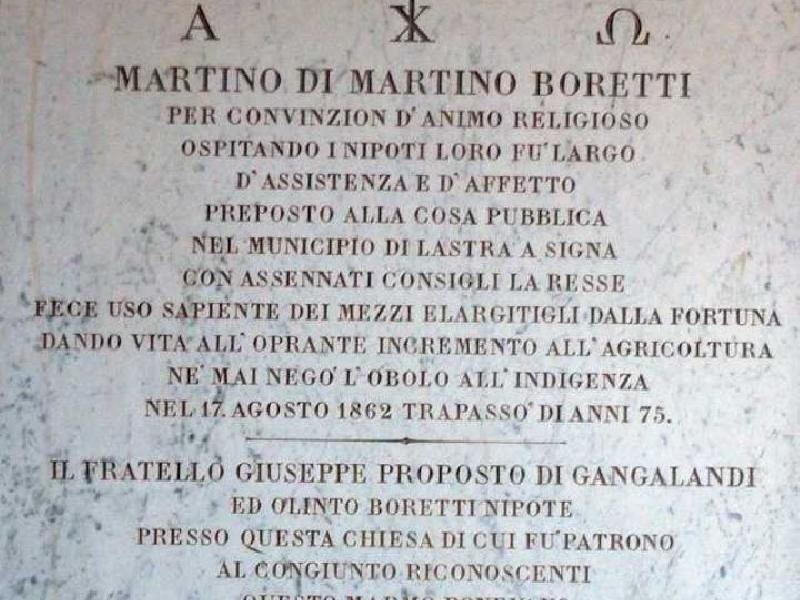 Α ☧ Ω
MARTINO DI MARTINO BORETTI
PER CONVINZION D'ANIMO RELIGIOSO
OSPITANDO I NIPOTI LORO FU' LARGO
D'ASSISTENZA E D'AFFETTO
PREPOSTO ALLA COSA PUBBLICA
NEL MUNICIPIO DI LASTRA A SIGNA
CON ASSENNATI CONSIGLI LA RESSE
FECE USO SAPIENTE DEI MEZZI ELARGITIGLI DALLA FORTUNA
DANDO VITA ALL'OPRANTE INCREMENTO ALL'AGRICOLTURA
NE' MAI NEGO' L'OBOLO ALL'INDIGENZA
NEL 17. AGOSTO 1862 TRAPASSO' DI ANNI 75.
IL FRATELLO GIUSEPPE PROPOSTO DI GANGALANDI
ED OLINTO BORETTI NIPOTE
PRESSO QUESTA CHIESA DI CUI FU' PATRONO
AL CONGIUNTO RICONOSCENTI
QUESTO MARMO